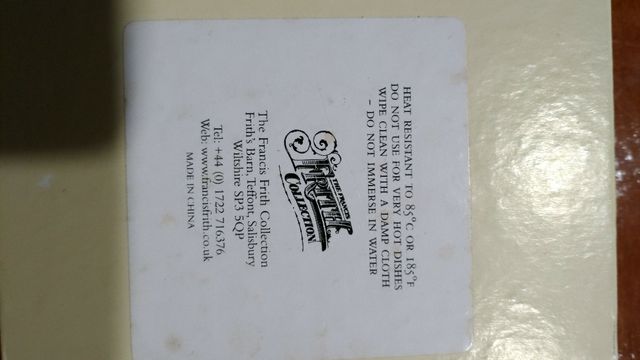 HEAT RESISTANT TO 85°C OR 185°F
DO NOT USE FOR VERY HOT DISHES
WIPE CLEAN WITH A DAMP CLOTH
- DO NOT IMMERSE IN WATER
THE FRANCIS
FRITH
COLLECTION
The Francis Frith Collection
Frith's Barn, Teffont, Salisbury
Wiltshire SP3 5QP
Tel: +44 (0) 1722 716376
Web: www.francisfrith.co.uk
MADE IN CHINA